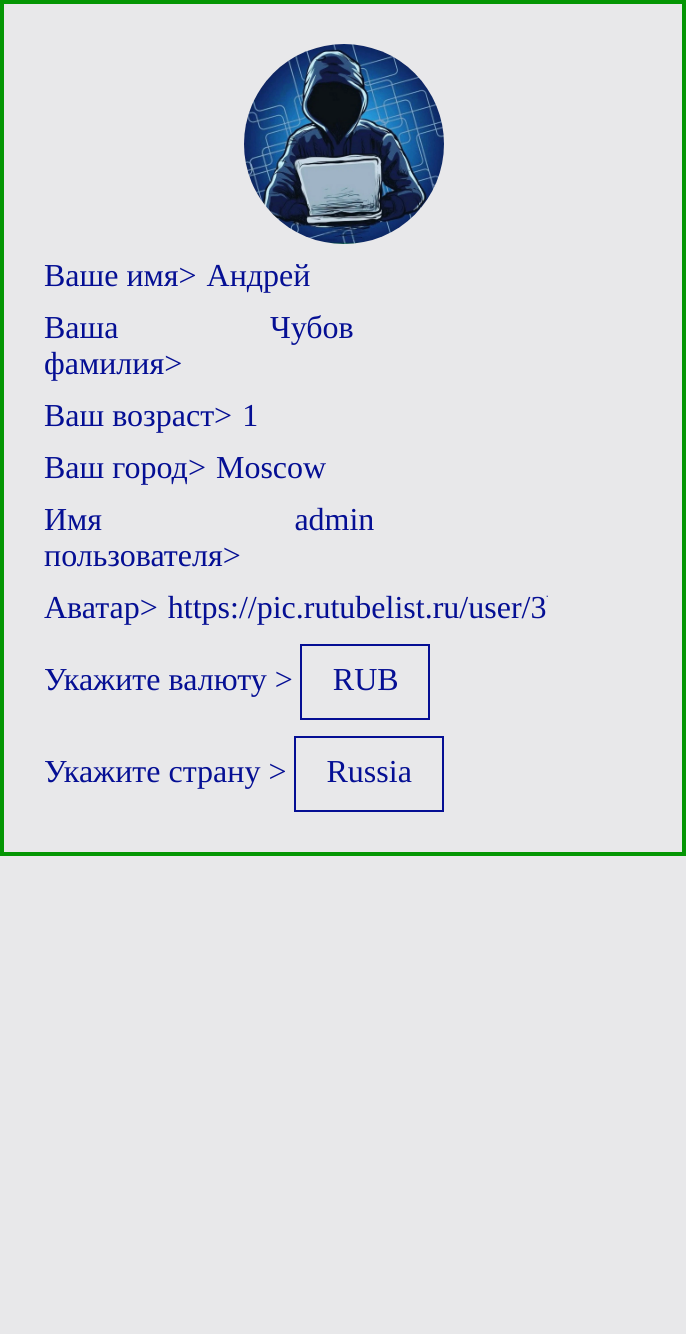 Ваше имя> Андрей
Ваша Чубов
фамилия>
Ваш возраст> 1
Ваш город> Moscow
Имя admin
пользователя>
Аватар> https://pic.rutubelist.ru/user/3
Укажите валюту > RUB
Укажите страну > Russia